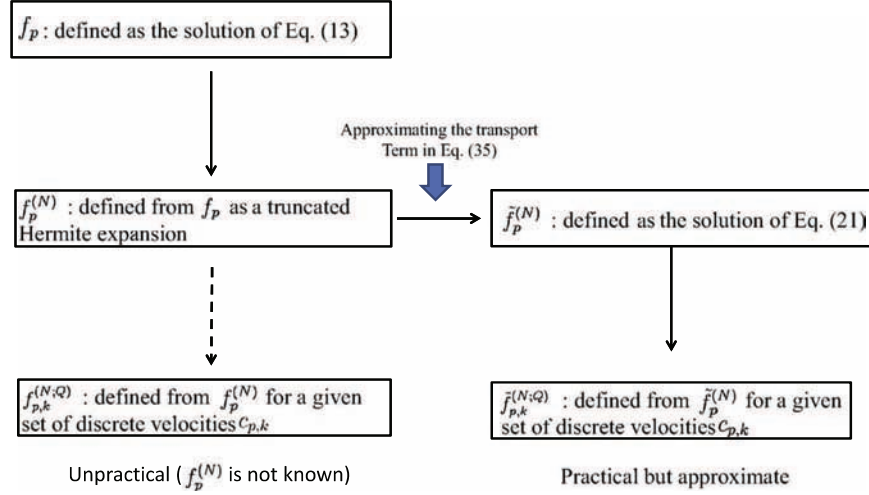 f_p : defined as the solution of Eq. (13)
Approximating the transport
Term in Eq. (35)
f_p^{(N)} : defined from f_p as a truncated
Hermite expansion
f̃_p^{(N)} : defined as the solution of Eq. (21)
f_{p,k}^{(N;Q)} : defined from f_p^{(N)} for a given
set of discrete velocities c_{p,k}
f̃_{p,k}^{(N;Q)} : defined from f̃_p^{(N)} for a given
set of discrete velocities c_{p,k}
Unpractical ( f_p^{(N)} is not known)
Practical but approximate